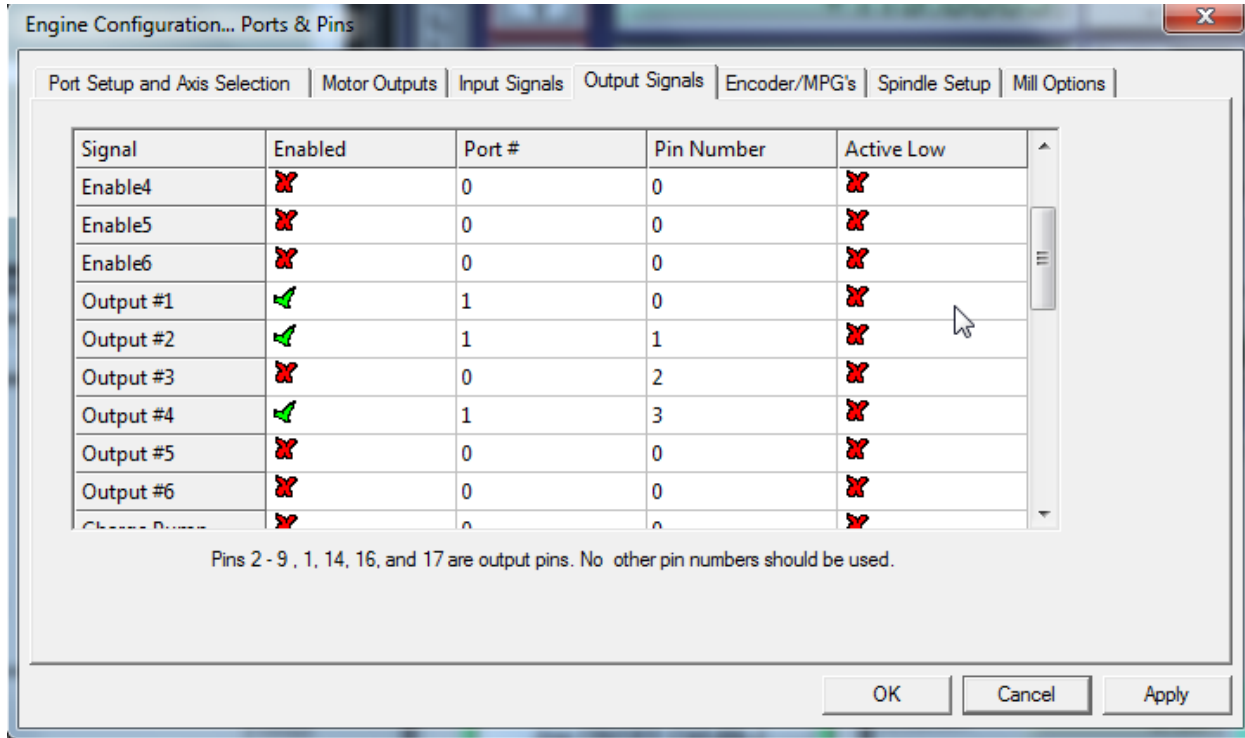 Engine Configuration... Ports & Pins
Port Setup and Axis Selection Motor Outputs Input Signals Output Signals Encoder/MPG's Spindle Setup Mill Options
Signal Enabled Port # Pin Number Active Low
Enable4 0 0
Enable5 0 0
Enable6 0 0
Output #1 1 0
Output #2 1 1
Output #3 0 2
Output #4 1 3
Output #5 0 0
Output #6 0 0
Charge Pump 0 0
Pins 2 - 9 , 1, 14, 16, and 17 are output pins. No other pin numbers should be used.
OK Cancel Apply